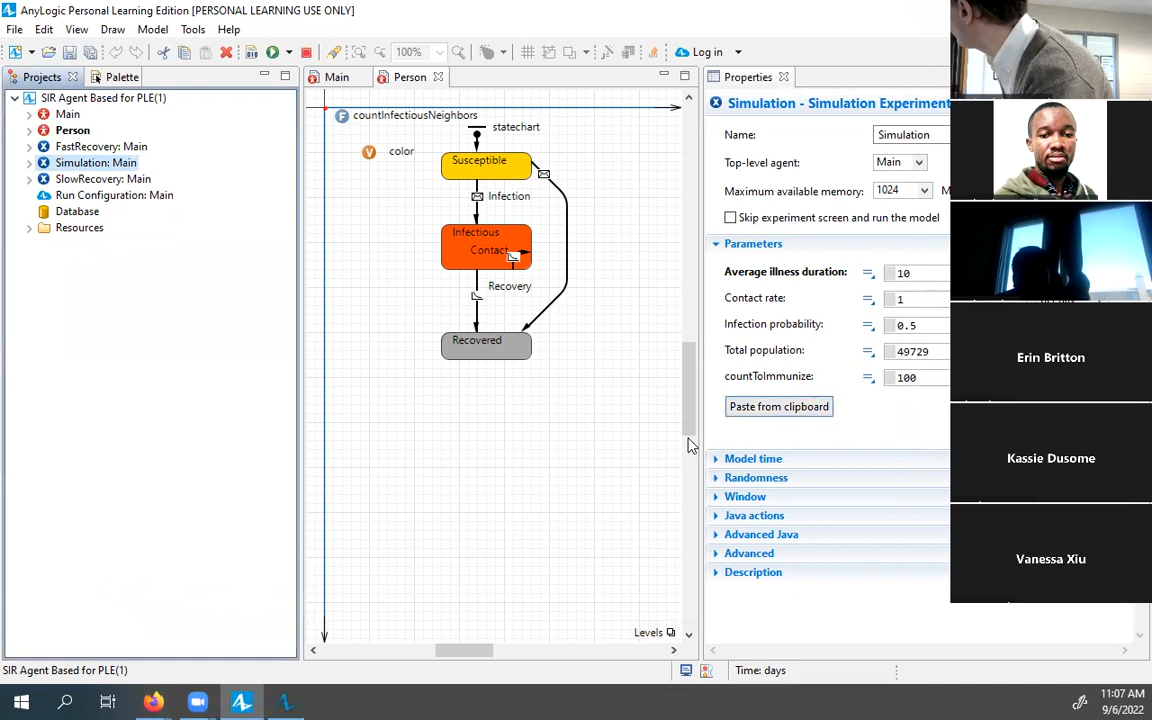 AnyLogic Personal Learning Edition [PERSONAL LEARNING USE ONLY]
File Edit View Draw Model Tools Help
100% Log in
Projects Palette
SIR Agent Based for PLE(1)
Main
Person
FastRecovery: Main
Simulation: Main
SlowRecovery: Main
Run Configuration: Main
Database
Resources
Main Person
countInfectiousNeighbors
statechart
color
Susceptible
Infection
Infectious
Contact
Recovery
Recovered
Levels
Properties
Simulation - Simulation Experiment
Name: Simulation
Top-level agent: Main
Maximum available memory: 1024 M
Skip experiment screen and run the model
Parameters
Average illness duration: 10
Contact rate: 1
Infection probability: 0.5
Total population: 49729
countToImmunize: 100
Paste from clipboard
Model time
Randomness
Window
Java actions
Advanced Java
Advanced
Description
Erin Britton
Kassie Dusome
Vanessa Xiu
SIR Agent Based for PLE(1)
Time: days
11:07 AM
9/6/2022